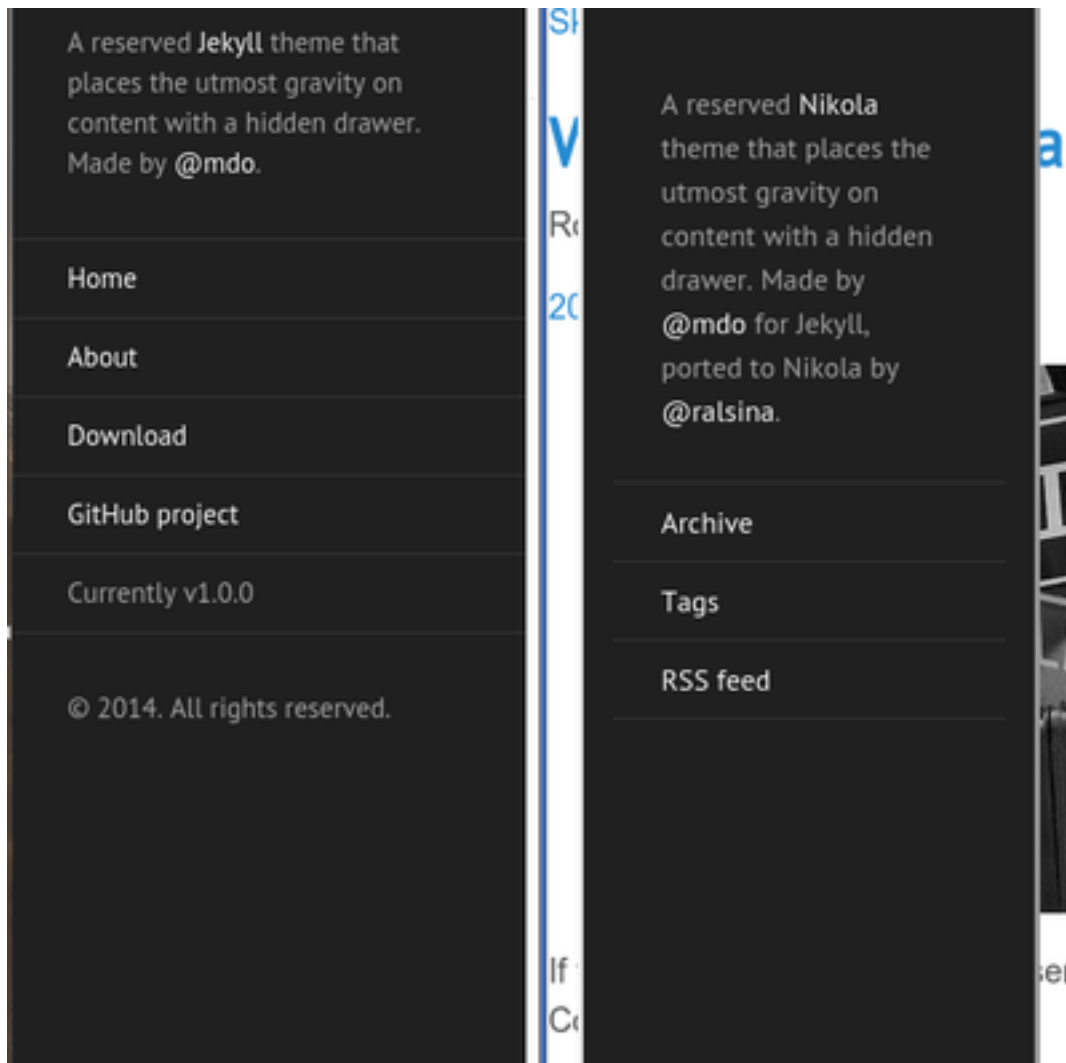 A reserved Jekyll theme that
places the utmost gravity on
content with a hidden drawer.
Made by @mdo.
Home
About
Download
GitHub project
Currently v1.0.0
© 2014. All rights reserved.
A reserved Nikola
theme that places the
utmost gravity on
content with a hidden
drawer. Made by
@mdo for Jekyll,
ported to Nikola by
@ralsina.
Archive
Tags
RSS feed
If